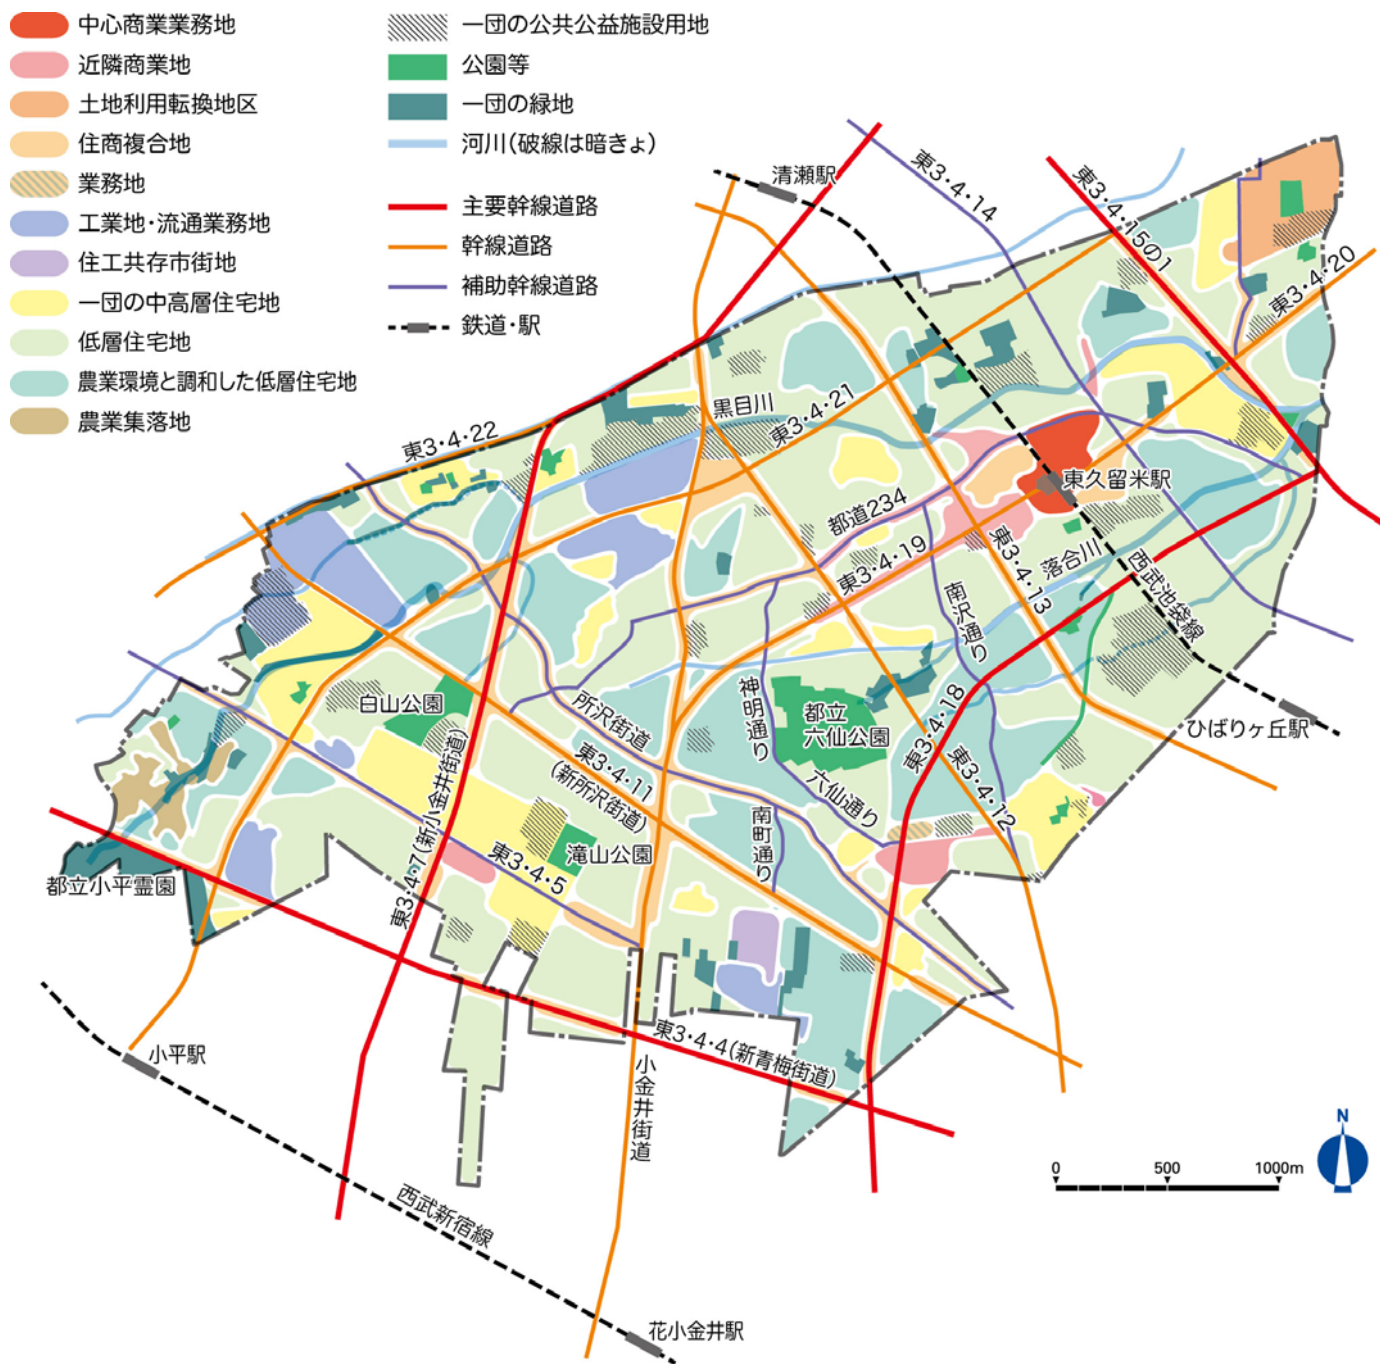 中心商業業務地
近隣商業地
土地利用転換地区
住商複合地
業務地
工業地・流通業務地
住工共存市街地
一団の中高層住宅地
低層住宅地
農業環境と調和した低層住宅地
農業集落地
一団の公共公益施設用地
公園等
一団の緑地
河川(破線は暗きょ)
主要幹線道路
幹線道路
補助幹線道路
鉄道・駅
清瀬駅
東3・4・14
東3・4・15の1
東3・4・20
黒目川
東3・4・21
東3・4・22
東久留米駅
都道234
東3・4・19
東3・4・13
落合川
西武池袋線
南沢通り
白山公園
所沢街道
神明通り
都立
六仙公園
東3・4・18
ひばりヶ丘駅
東3・4・11
(新所沢街道)
東3・4・12
六仙通り
南町通り
東3・4・7(新小金井街道)
滝山公園
東3・4・5
都立小平霊園
小平駅
東3・4・4(新青梅街道)
小金井街道
西武新宿線
花小金井駅
N
0 500 1000m